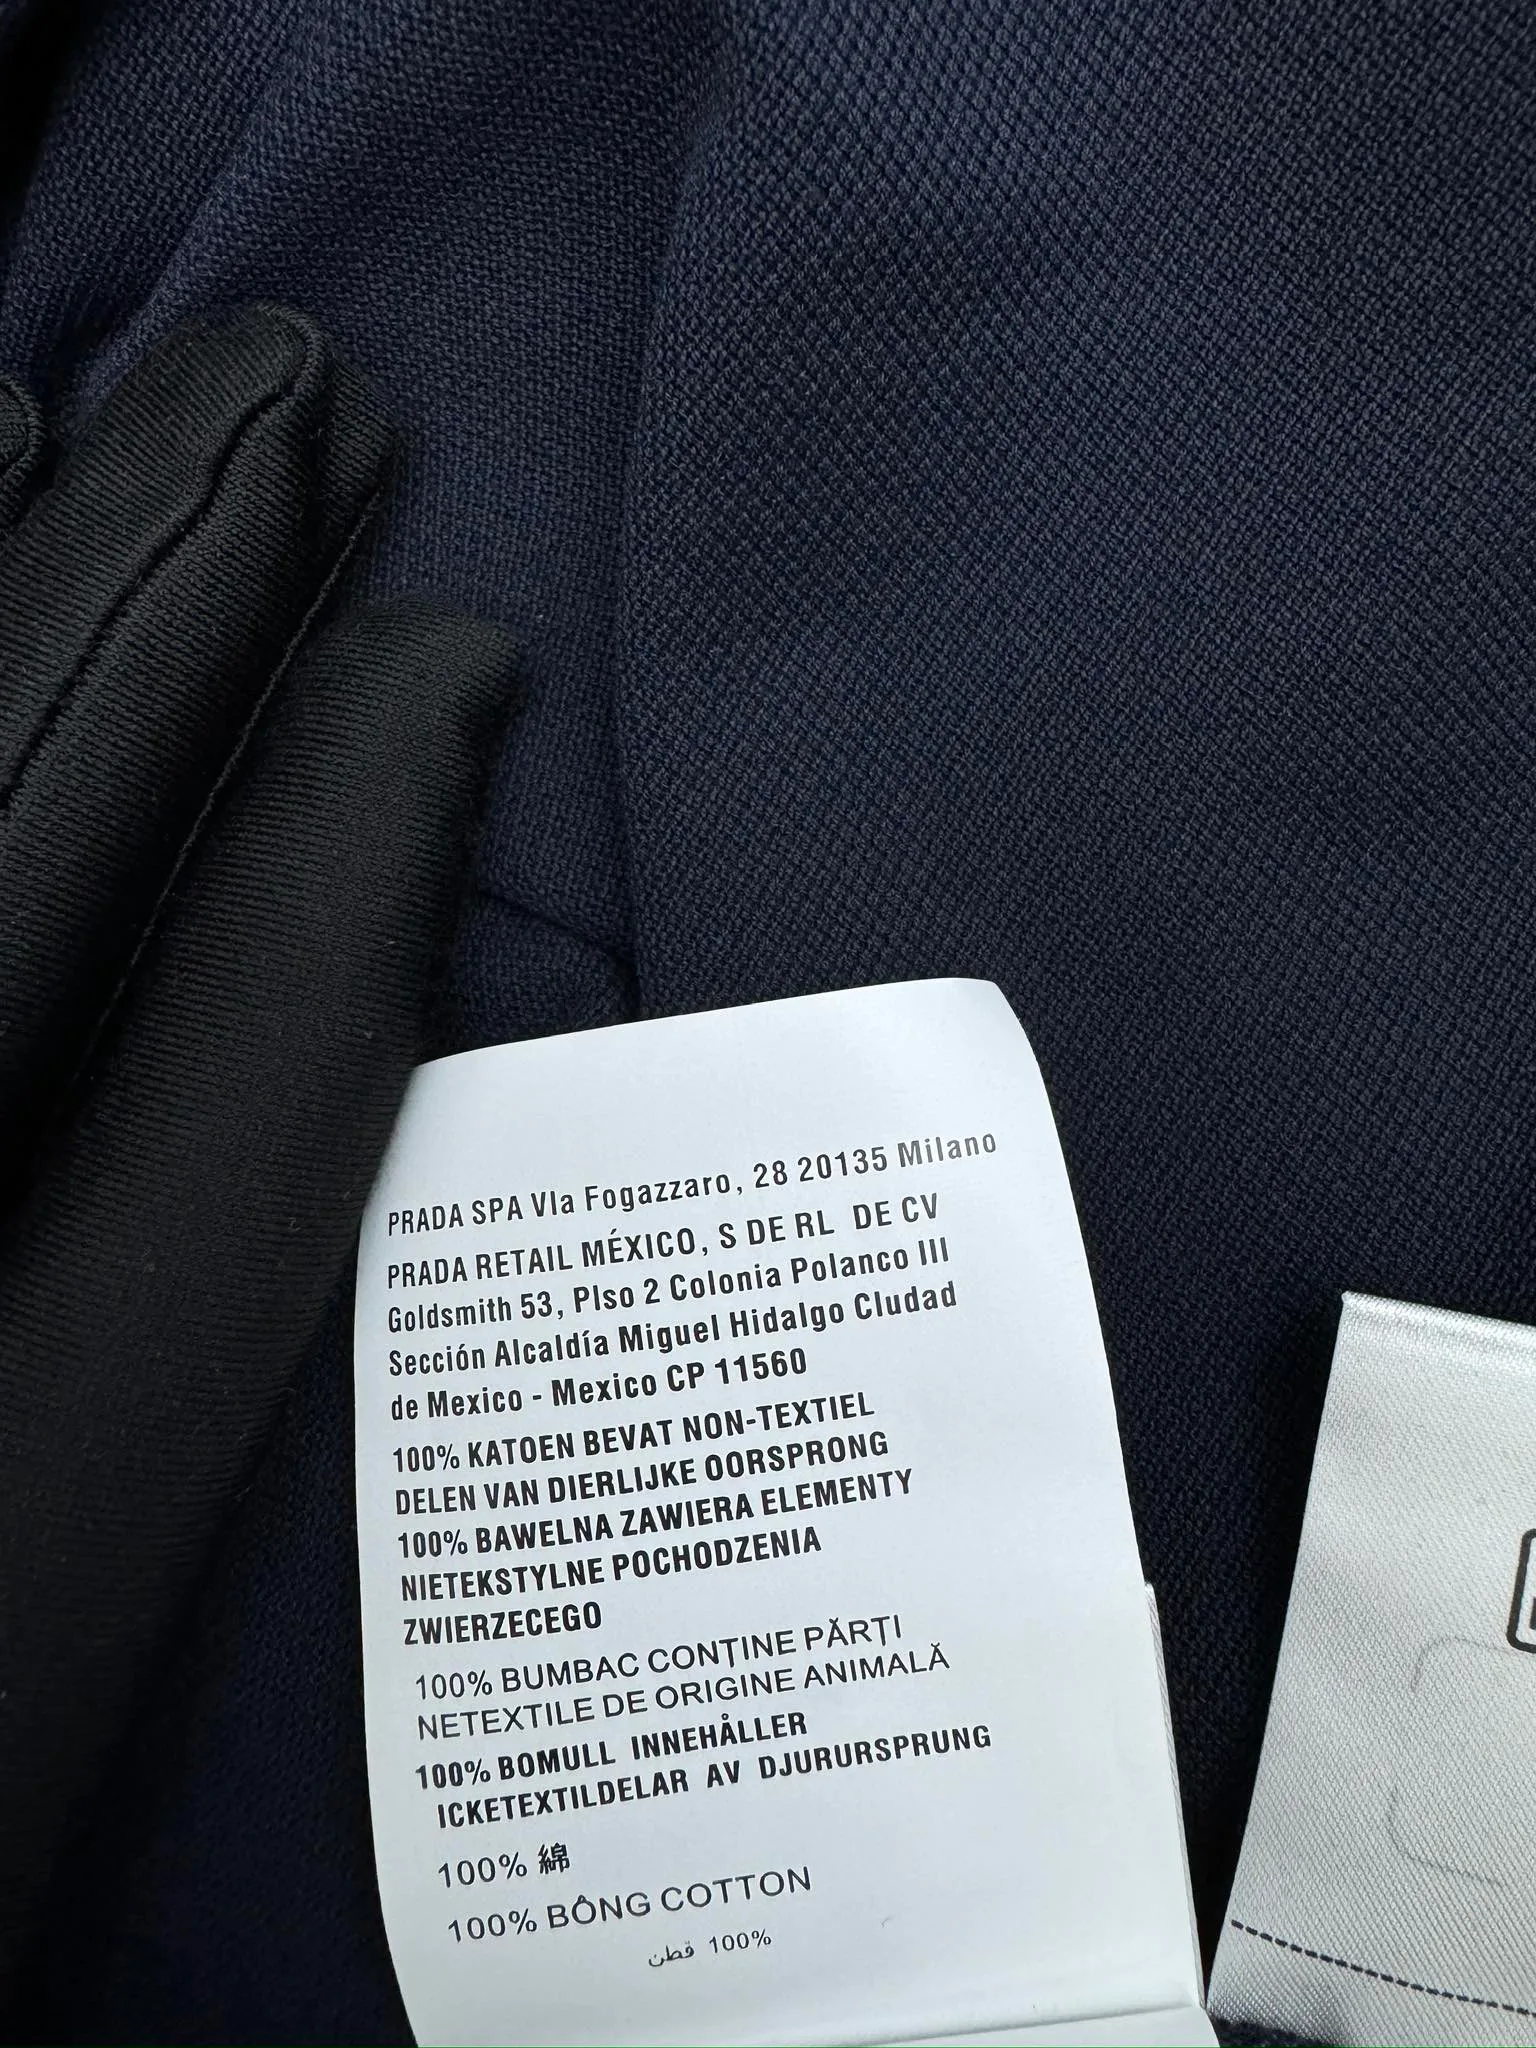 PRADA SPA VIa Fogazzaro, 28 20135 Milano
PRADA RETAIL MÉXICO, S DE RL DE CV
Goldsmith 53, PIso 2 Colonia Polanco III
Sección Alcaldía Miguel Hidalgo CIudad
de Mexico - Mexico CP 11560
100% KATOEN BEVAT NON-TEXTIEL
DELEN VAN DIERLIJKE OORSPRONG
100% BAWELNA ZAWIERA ELEMENTY
NIETEKSTYLNE POCHODZENIA
ZWIERZECEGO
100% BUMBAC CONȚINE PĂRȚI
NETEXTILE DE ORIGINE ANIMALĂ
100% BOMULL INNEHÅLLER
ICKETEXTILDELAR AV DJURURSPRUNG
100% 綿
100% BÔNG COTTON
100% قطن